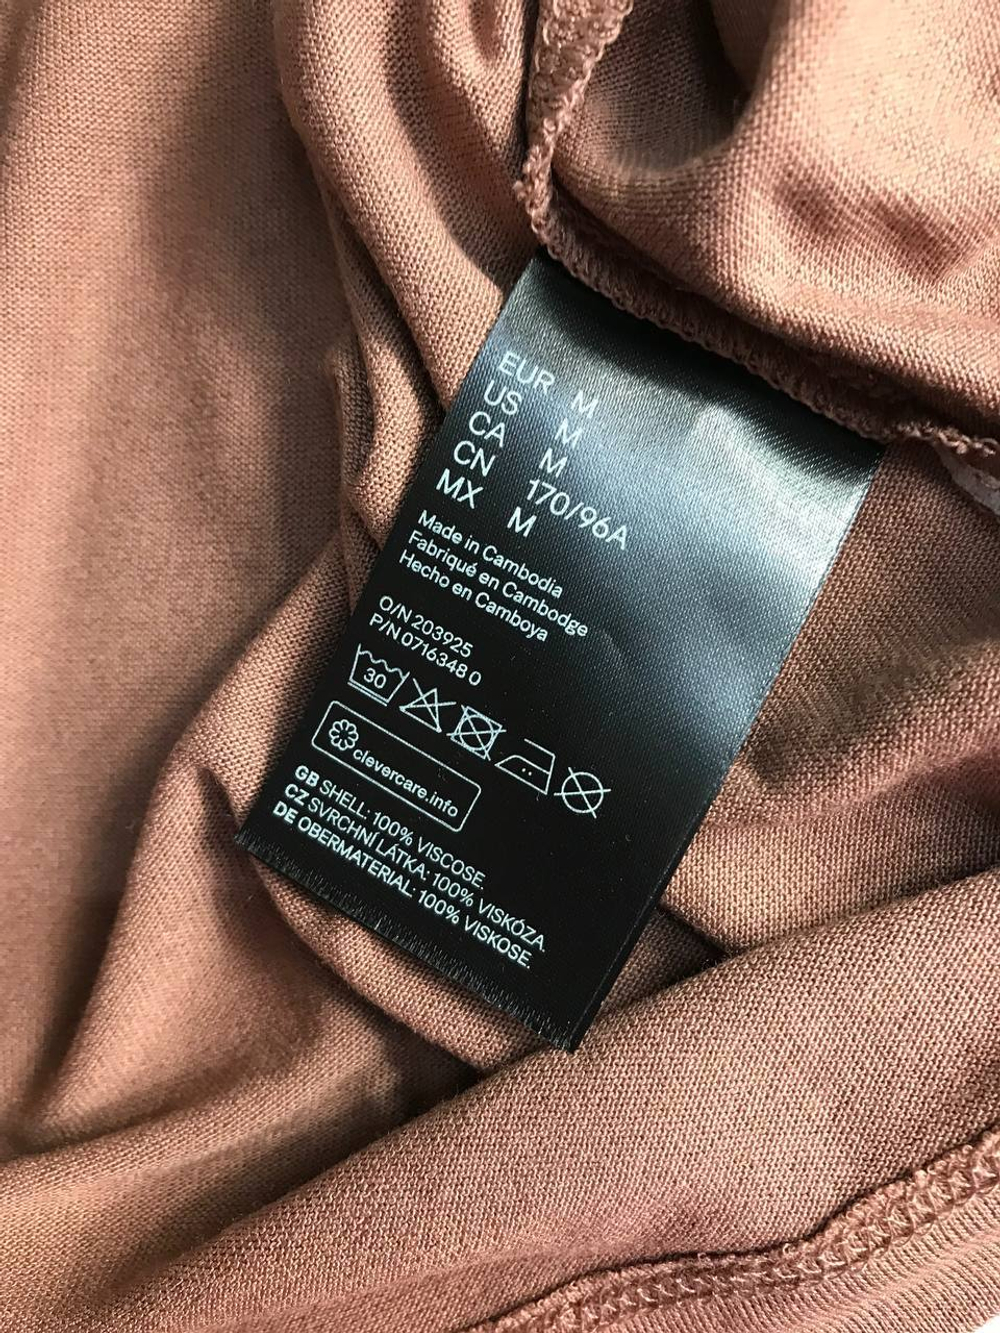 EUR M
US M
CA M
CN 170/96A
MX M
Made in Cambodia
Fabriqué en Cambodge
Hecho en Camboya
O/N 203925
P/N 0716348 0
30
clevercare.info
GB SHELL: 100% VISCOSE.
CZ SVRCHNÍ LÁTKA: 100% VISKÓZA.
DE OBERMATERIAL: 100% VISKOSE.